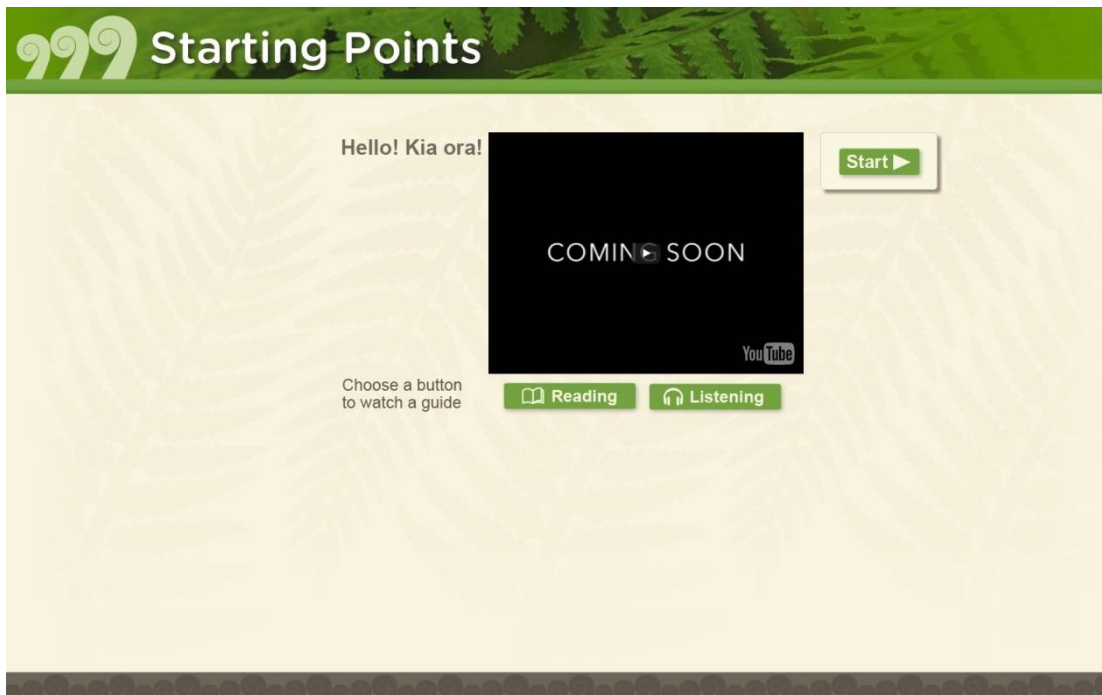 Starting Points
Hello! Kia ora!
COMING SOON
YouTube
Start
Choose a button
to watch a guide
Reading
Listening